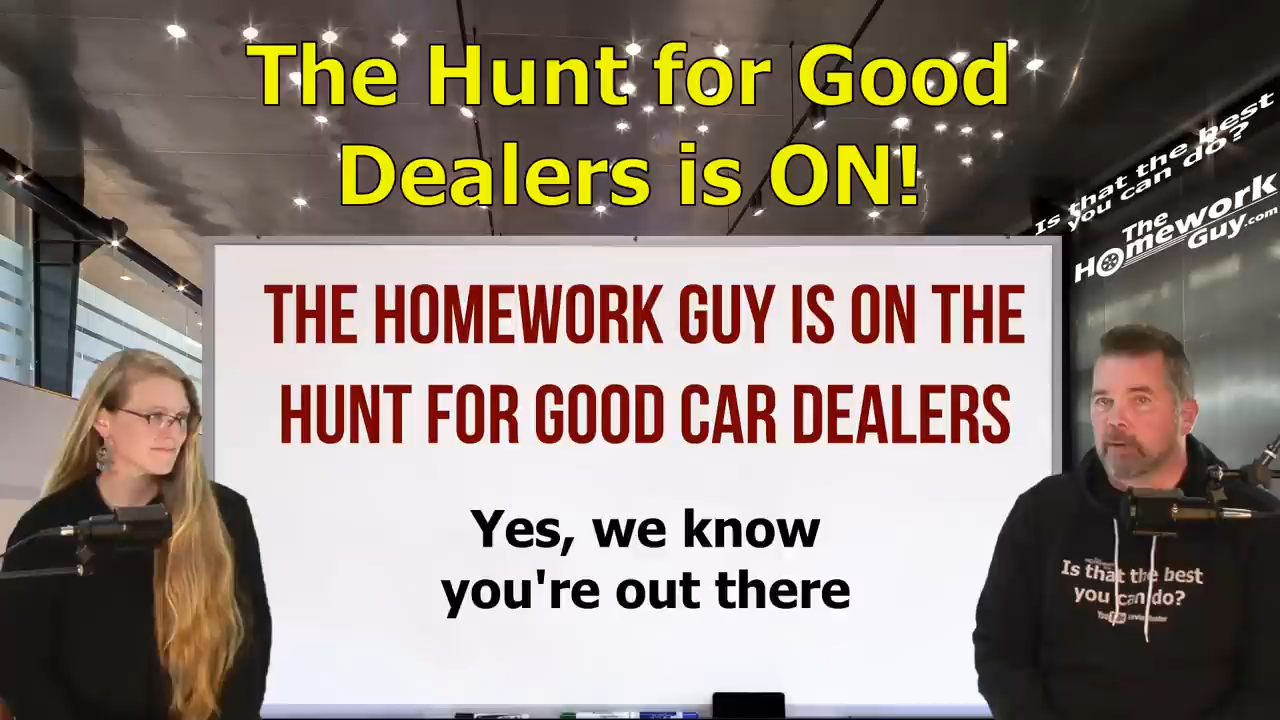 The Hunt for Good
Dealers is ON!
Is that the best
you can do?
The
Homework
Guy.com
THE HOMEWORK GUY IS ON THE
HUNT FOR GOOD CAR DEALERS
Yes, we know
you're out there
Is that the best
you can do?
YouTube